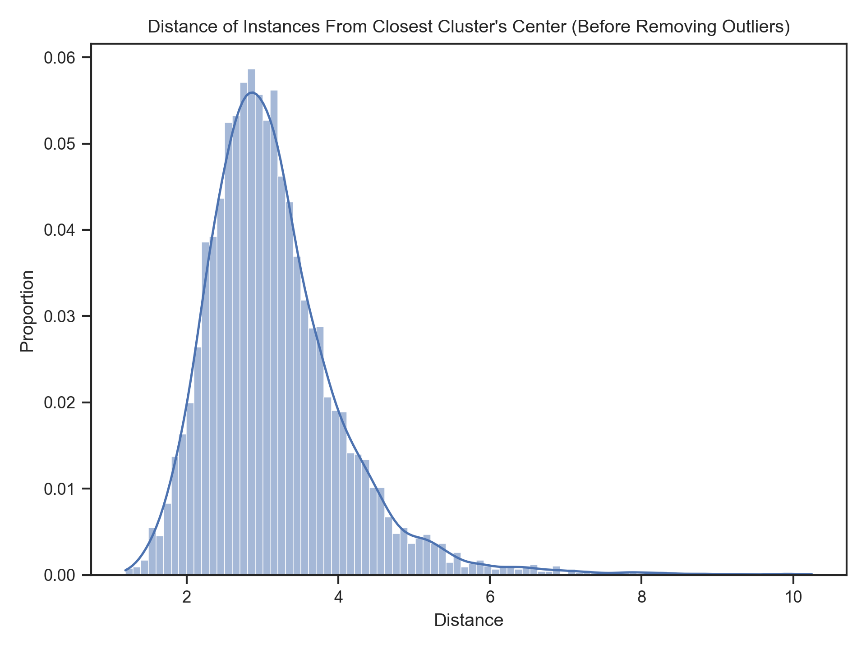 Distance of Instances From Closest Cluster's Center (Before Removing Outliers)
0.06
0.05
0.04
0.03
0.02
0.01
0.00
Proportion
2 4 6 8 10
Distance